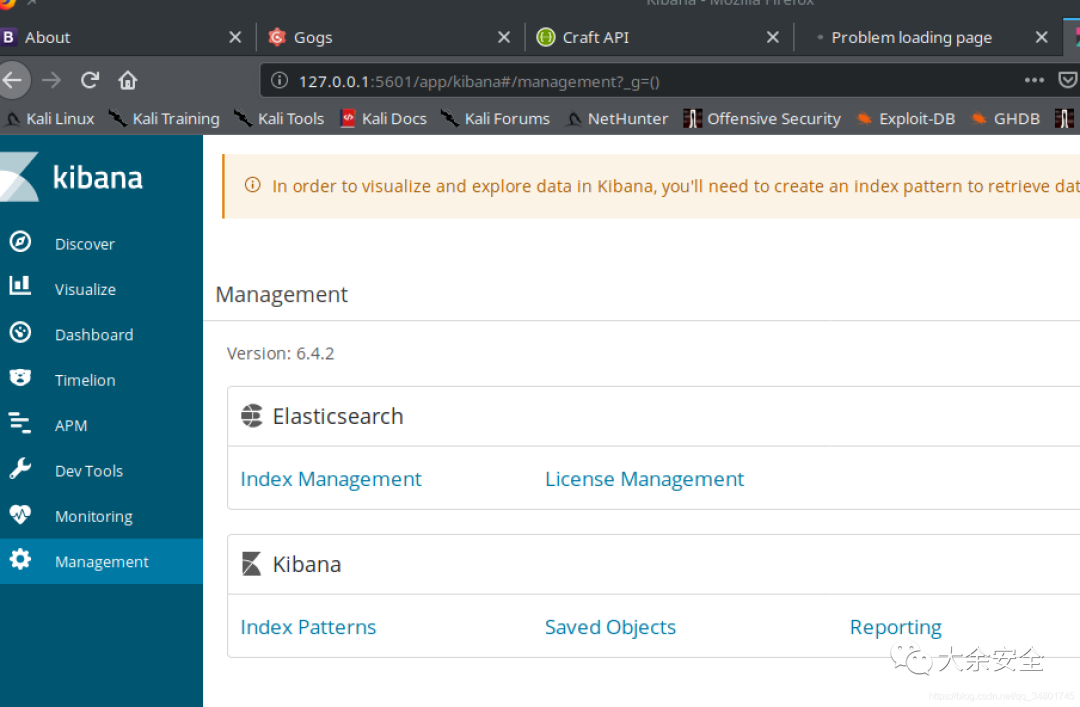 Kibana - Mozilla Firefox
About
Gogs
Craft API
Problem loading page
127.0.0.1:5601/app/kibana#/management?_g=()
Kali Linux Kali Training Kali Tools Kali Docs Kali Forums NetHunter Offensive Security Exploit-DB GHDB
kibana
In order to visualize and explore data in Kibana, you'll need to create an index pattern to retrieve dat
Discover
Visualize
Dashboard
Timelion
APM
Dev Tools
Monitoring
Management
Management
Version: 6.4.2
Elasticsearch
Index Management License Management
Kibana
Index Patterns Saved Objects Reporting
大余安全
https://blog.csdn.net/qq_34801745